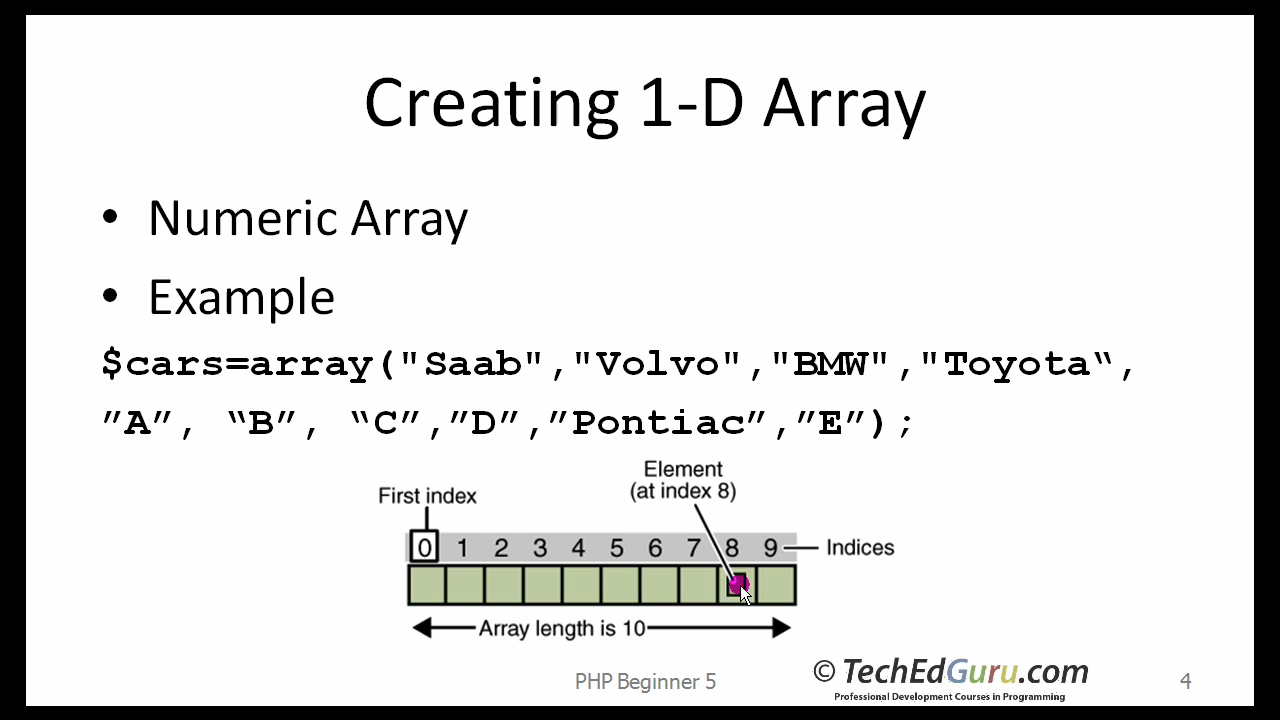 Creating 1-D Array
• Numeric Array
• Example
$cars=array("Saab","Volvo","BMW","Toyota“,
”A”, “B”, “C”,”D”,”Pontiac”,”E”);
Element
(at index 8)
First index
0 1 2 3 4 5 6 7 8 9
Indices
Array length is 10
PHP Beginner 5
© TechEdGuru.com
Professional Development Courses in Programming
4